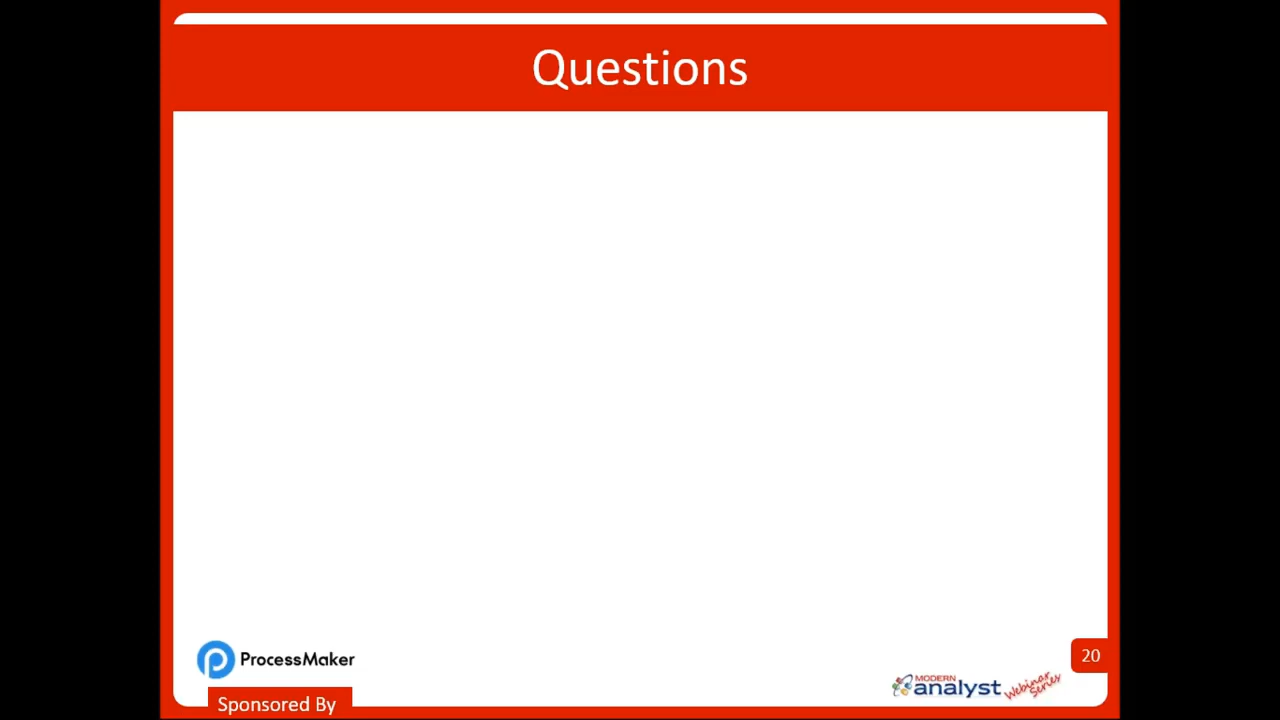 Questions
ProcessMaker
20
MODERN
analyst Webinar
Series
Sponsored By